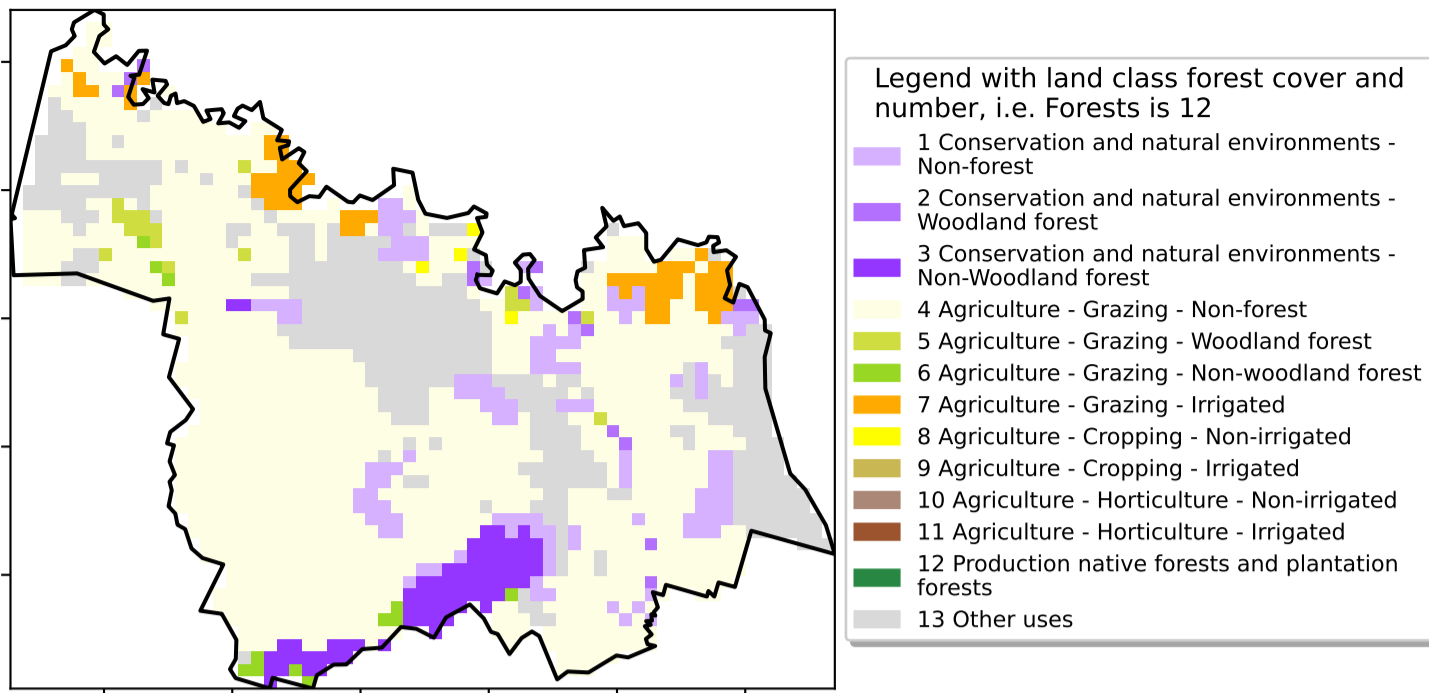 Legend with land class forest cover and
number, i.e. Forests is 12
1 Conservation and natural environments -
Non-forest
2 Conservation and natural environments -
Woodland forest
3 Conservation and natural environments -
Non-Woodland forest
4 Agriculture - Grazing - Non-forest
5 Agriculture - Grazing - Woodland forest
6 Agriculture - Grazing - Non-woodland forest
7 Agriculture - Grazing - Irrigated
8 Agriculture - Cropping - Non-irrigated
9 Agriculture - Cropping - Irrigated
10 Agriculture - Horticulture - Non-irrigated
11 Agriculture - Horticulture - Irrigated
12 Production native forests and plantation
forests
13 Other uses